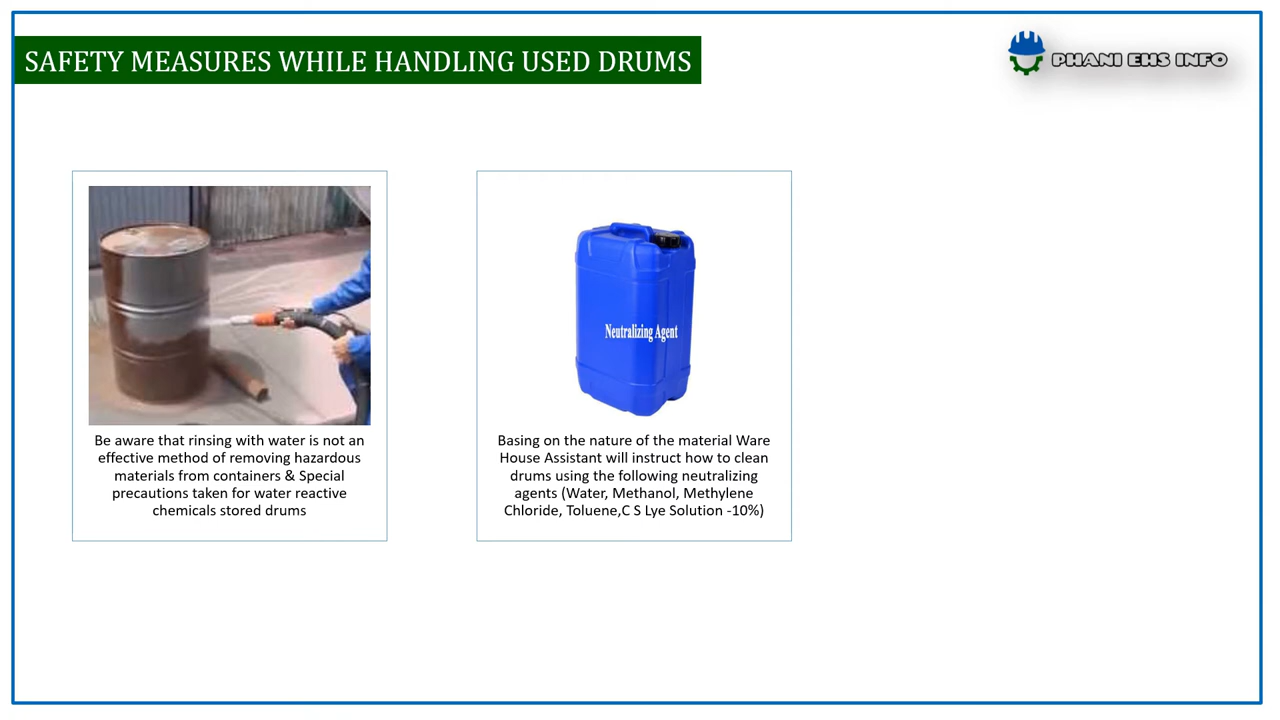 SAFETY MEASURES WHILE HANDLING USED DRUMS
PHANI EHS INFO
Be aware that rinsing with water is not an
effective method of removing hazardous
materials from containers & Special
precautions taken for water reactive
chemicals stored drums
Neutralizing Agent
Basing on the nature of the material Ware
House Assistant will instruct how to clean
drums using the following neutralizing
agents (Water, Methanol, Methylene
Chloride, Toluene,C S Lye Solution -10%)